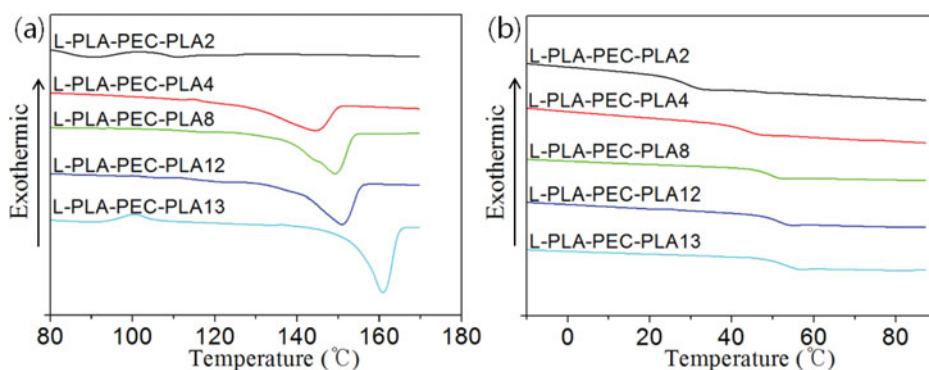 (a)
L-PLA-PEC-PLA2
L-PLA-PEC-PLA4
L-PLA-PEC-PLA8
L-PLA-PEC-PLA12
L-PLA-PEC-PLA13
Exothermic
80 100 120 140 160 180
Temperature (℃)
(b)
L-PLA-PEC-PLA2
L-PLA-PEC-PLA4
L-PLA-PEC-PLA8
L-PLA-PEC-PLA12
L-PLA-PEC-PLA13
Exothermic
0 20 40 60 80
Temperature (℃)